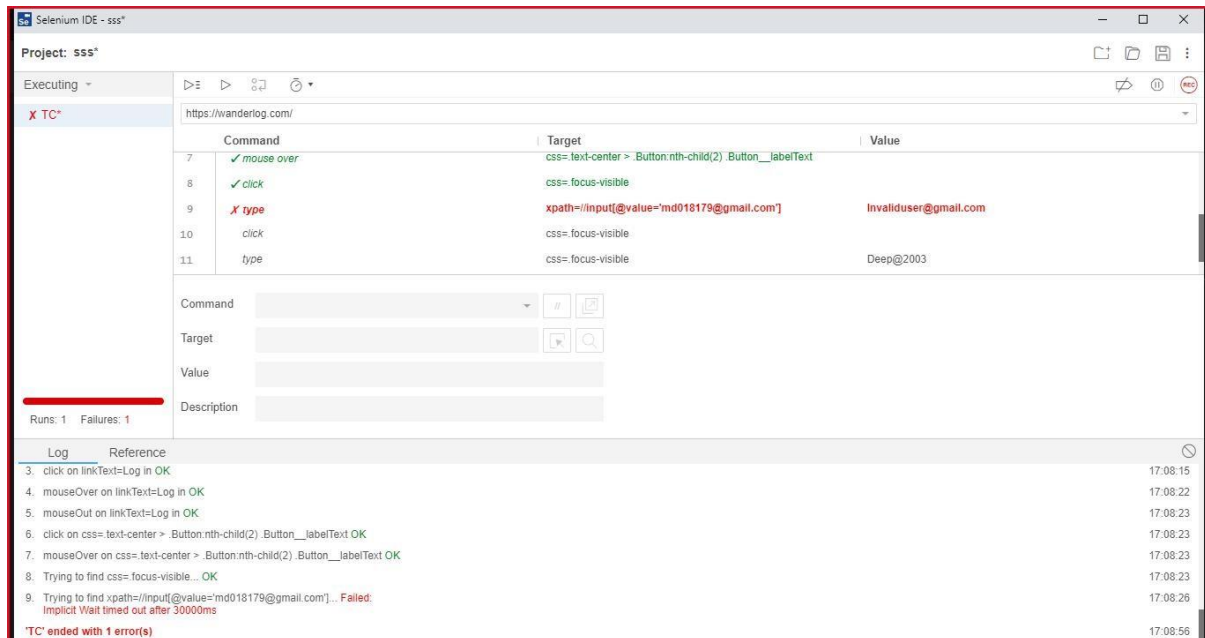 Se Selenium IDE - sss*
Project: sss*
Executing
https://wanderlog.com/
REC
X TC*
Command Target Value
7 ✓ mouse over css=.text-center > .Button:nth-child(2) .Button__labelText
8 ✓ click css=.focus-visible
9 X type xpath=//input[@value='md018179@gmail.com'] Invaliduser@gmail.com
10 click css=.focus-visible
11 type css=.focus-visible Deep@2003
Command //
Target
Value
Description
Runs: 1 Failures: 1
Log Reference
3. click on linkText=Log in OK 17:08:15
4. mouseOver on linkText=Log in OK 17:08:22
5. mouseOut on linkText=Log in OK 17:08:23
6. click on css=.text-center > .Button:nth-child(2) .Button__labelText OK 17:08:23
7. mouseOver on css=.text-center > .Button:nth-child(2) .Button__labelText OK 17:08:23
8. Trying to find css=.focus-visible... OK 17:08:23
9. Trying to find xpath=//input[@value='md018179@gmail.com']... Failed: 17:08:26
Implicit Wait timed out after 30000ms
'TC' ended with 1 error(s) 17:08:56